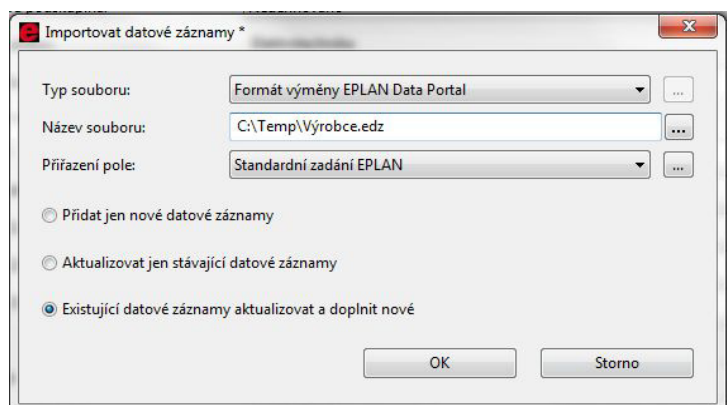 Importovat datové záznamy *
Typ souboru:
Formát výměny EPLAN Data Portal
...
Název souboru:
C:\Temp\Výrobce.edz
...
Přiřazení pole:
Standardní zadání EPLAN
...
Přidat jen nové datové záznamy
Aktualizovat jen stávající datové záznamy
Existující datové záznamy aktualizovat a doplnit nové
OK
Storno